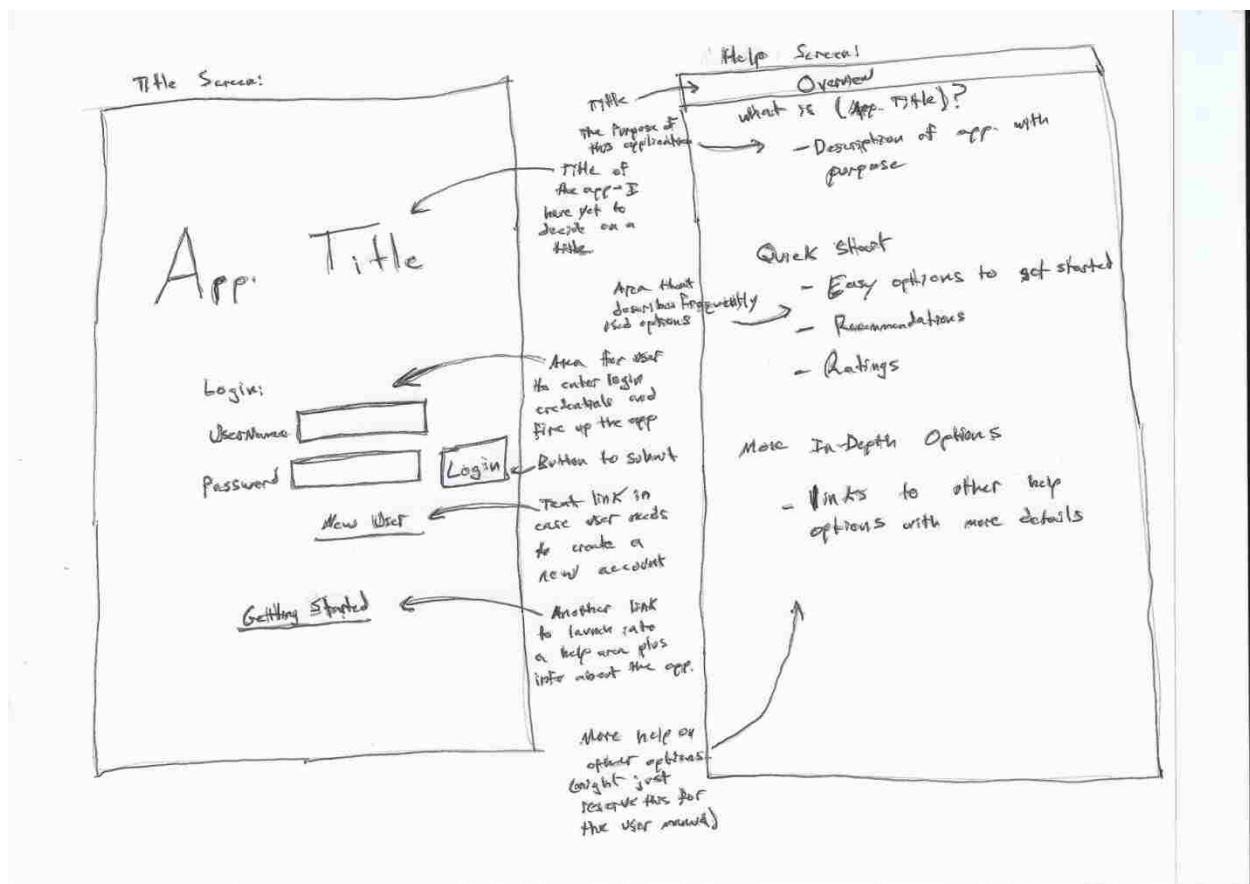 Title Screen:
App. Title
Login:
UserName
Password
Login
New User
Getting Started
Title of
the app - I
have yet to
decide on a
title
Area for user
to enter login
credentials and
fire up the app
Button to submit
Text link in
case user needs
to create a
new account
Another link
to launch into
a help area plus
info about the app.
Help Screen:
Overview
What is (App. Title)?
- Description of app. with
purpose
Quick Start
- Easy options to get started
- Recommendations
- Ratings
More In-Depth Options
- links to other help
options with more details
Title
The Purpose of
this application
Area that
describes frequently
used options
More help on
other options
(might just
reserve this for
the user manual)